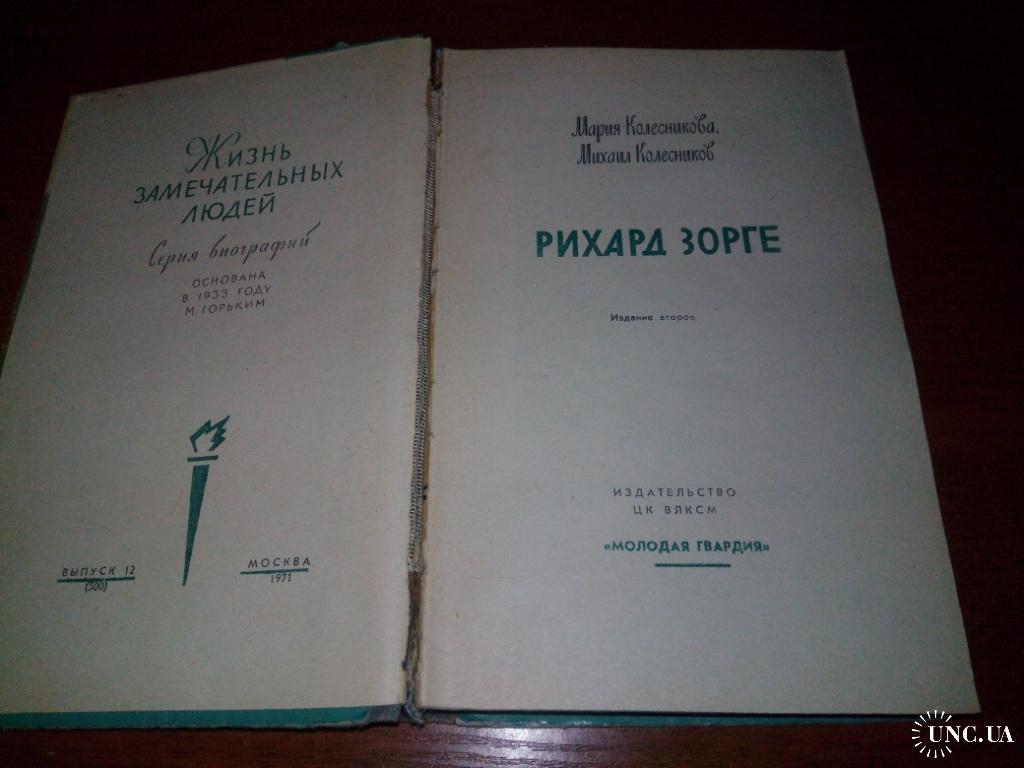 Жизнь
ЗАМЕЧАТЕЛЬНЫХ
ЛЮДЕЙ
Серия биографий
ОСНОВАНА
В 1933 ГОДУ
М. ГОРЬКИМ
ВЫПУСК 12
(500)
МОСКВА
1971
Мария Колесникова,
Михаил Колесников
РИХАРД ЗОРГЕ
Издание второе
ИЗДАТЕЛЬСТВО
ЦК ВЛКСМ
«МОЛОДАЯ ГВАРДИЯ»
UNC.UA